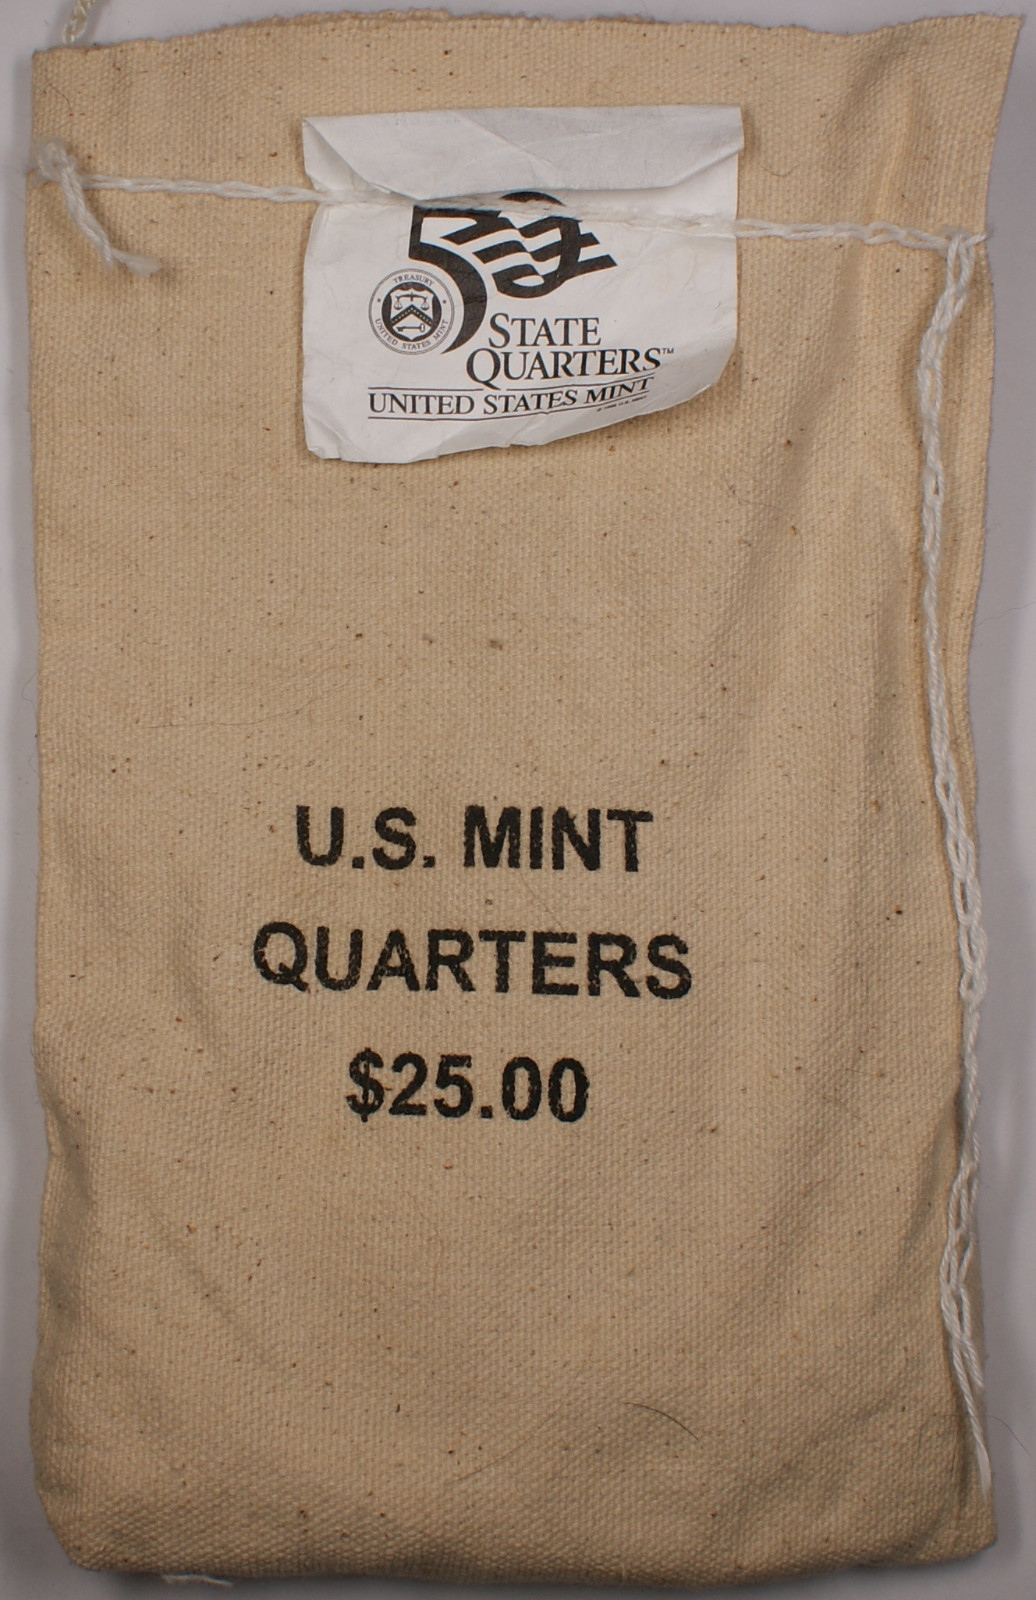 50
STATE
QUARTERS™
UNITED STATES MINT
TREASURY
UNITED STATES MINT
U.S. MINT
QUARTERS
$25.00